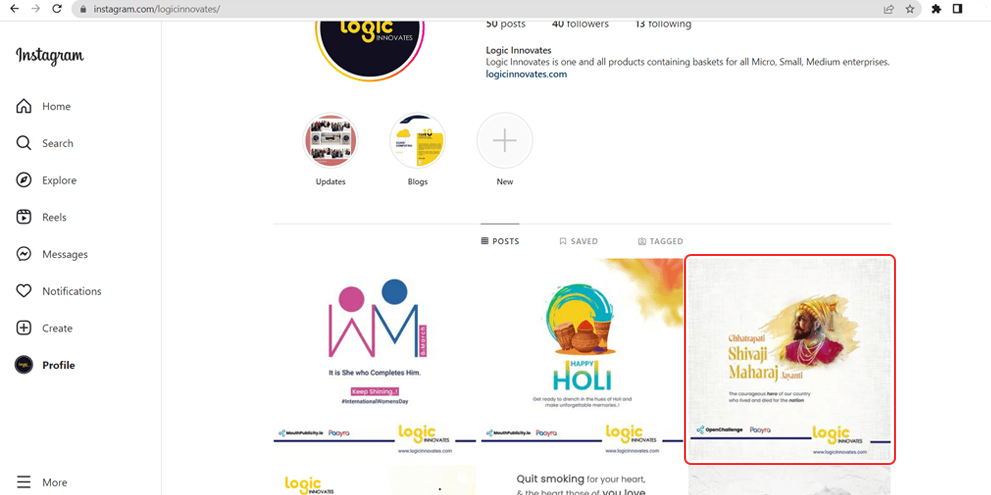 instagram.com/logicinnovates/
Instagram
Home
Search
Explore
Reels
Messages
Notifications
Create
Profile
More
logic
INNOVATES
50 posts 40 followers 13 following
Logic Innovates
Logic Innovates is one and all products containing baskets for all Micro, Small, Medium enterprises.
logicinnovates.com
Updates
Blogs
New
POSTS SAVED TAGGED
WM
8 March
It is She who Completes Him.
Keep Shining..!
#InternationalWomensDay
MouthPublicity.io Paayra
logic
INNOVATES
www.logicinnovates.com
HAPPY
HOLI
Get ready to drench in the hues of Holi and
make unforgettable memories..!
MouthPublicity.io Paayra
logic
INNOVATES
www.logicinnovates.com
Chhatrapati
Shivaji
Maharaj Jayanti
The courageous hero of our country
who lived and died for the nation
OpenChallenge Paayra
logic
INNOVATES
www.logicinnovates.com
logic
INNOVATES
Quit smoking for your heart,
& the heart those of you love